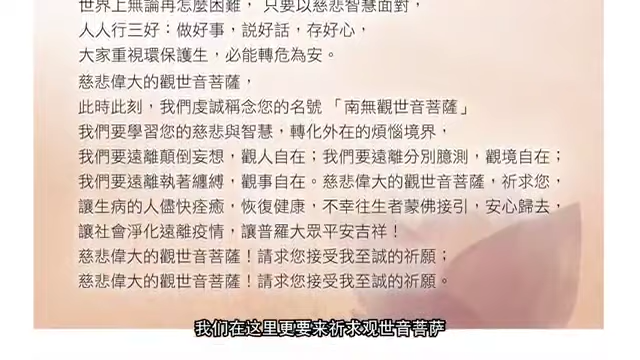 世界上無論再怎麼困難， 只要以慈悲智慧面對，
人人行三好：做好事，說好話，存好心，
大家重視環保護生，必能轉危為安。
慈悲偉大的觀世音菩薩，
此時此刻，我們虔誠稱念您的名號 「南無觀世音菩薩」
我們要學習您的慈悲與智慧，轉化外在的煩惱境界，
我們要遠離顛倒妄想，觀人自在；我們要遠離分別臆測，觀境自在；
我們要遠離執著纏縛，觀事自在。慈悲偉大的觀世音菩薩，祈求您，
讓生病的人儘快痊癒，恢復健康，不幸往生者蒙佛接引，安心歸去，
讓社會淨化遠離疫情，讓普羅大眾平安吉祥！
慈悲偉大的觀世音菩薩！請求您接受我至誠的祈願；
慈悲偉大的觀世音菩薩！請求您接受我至誠的祈願。
我们在这里更要来祈求观世音菩萨